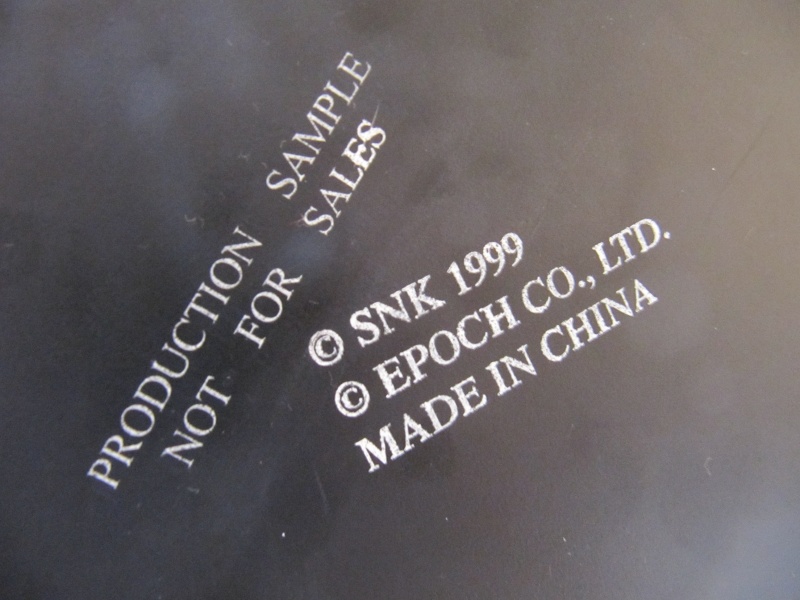 PRODUCTION SAMPLE
NOT FOR SALES
© SNK 1999
© EPOCH CO., LTD.
MADE IN CHINA